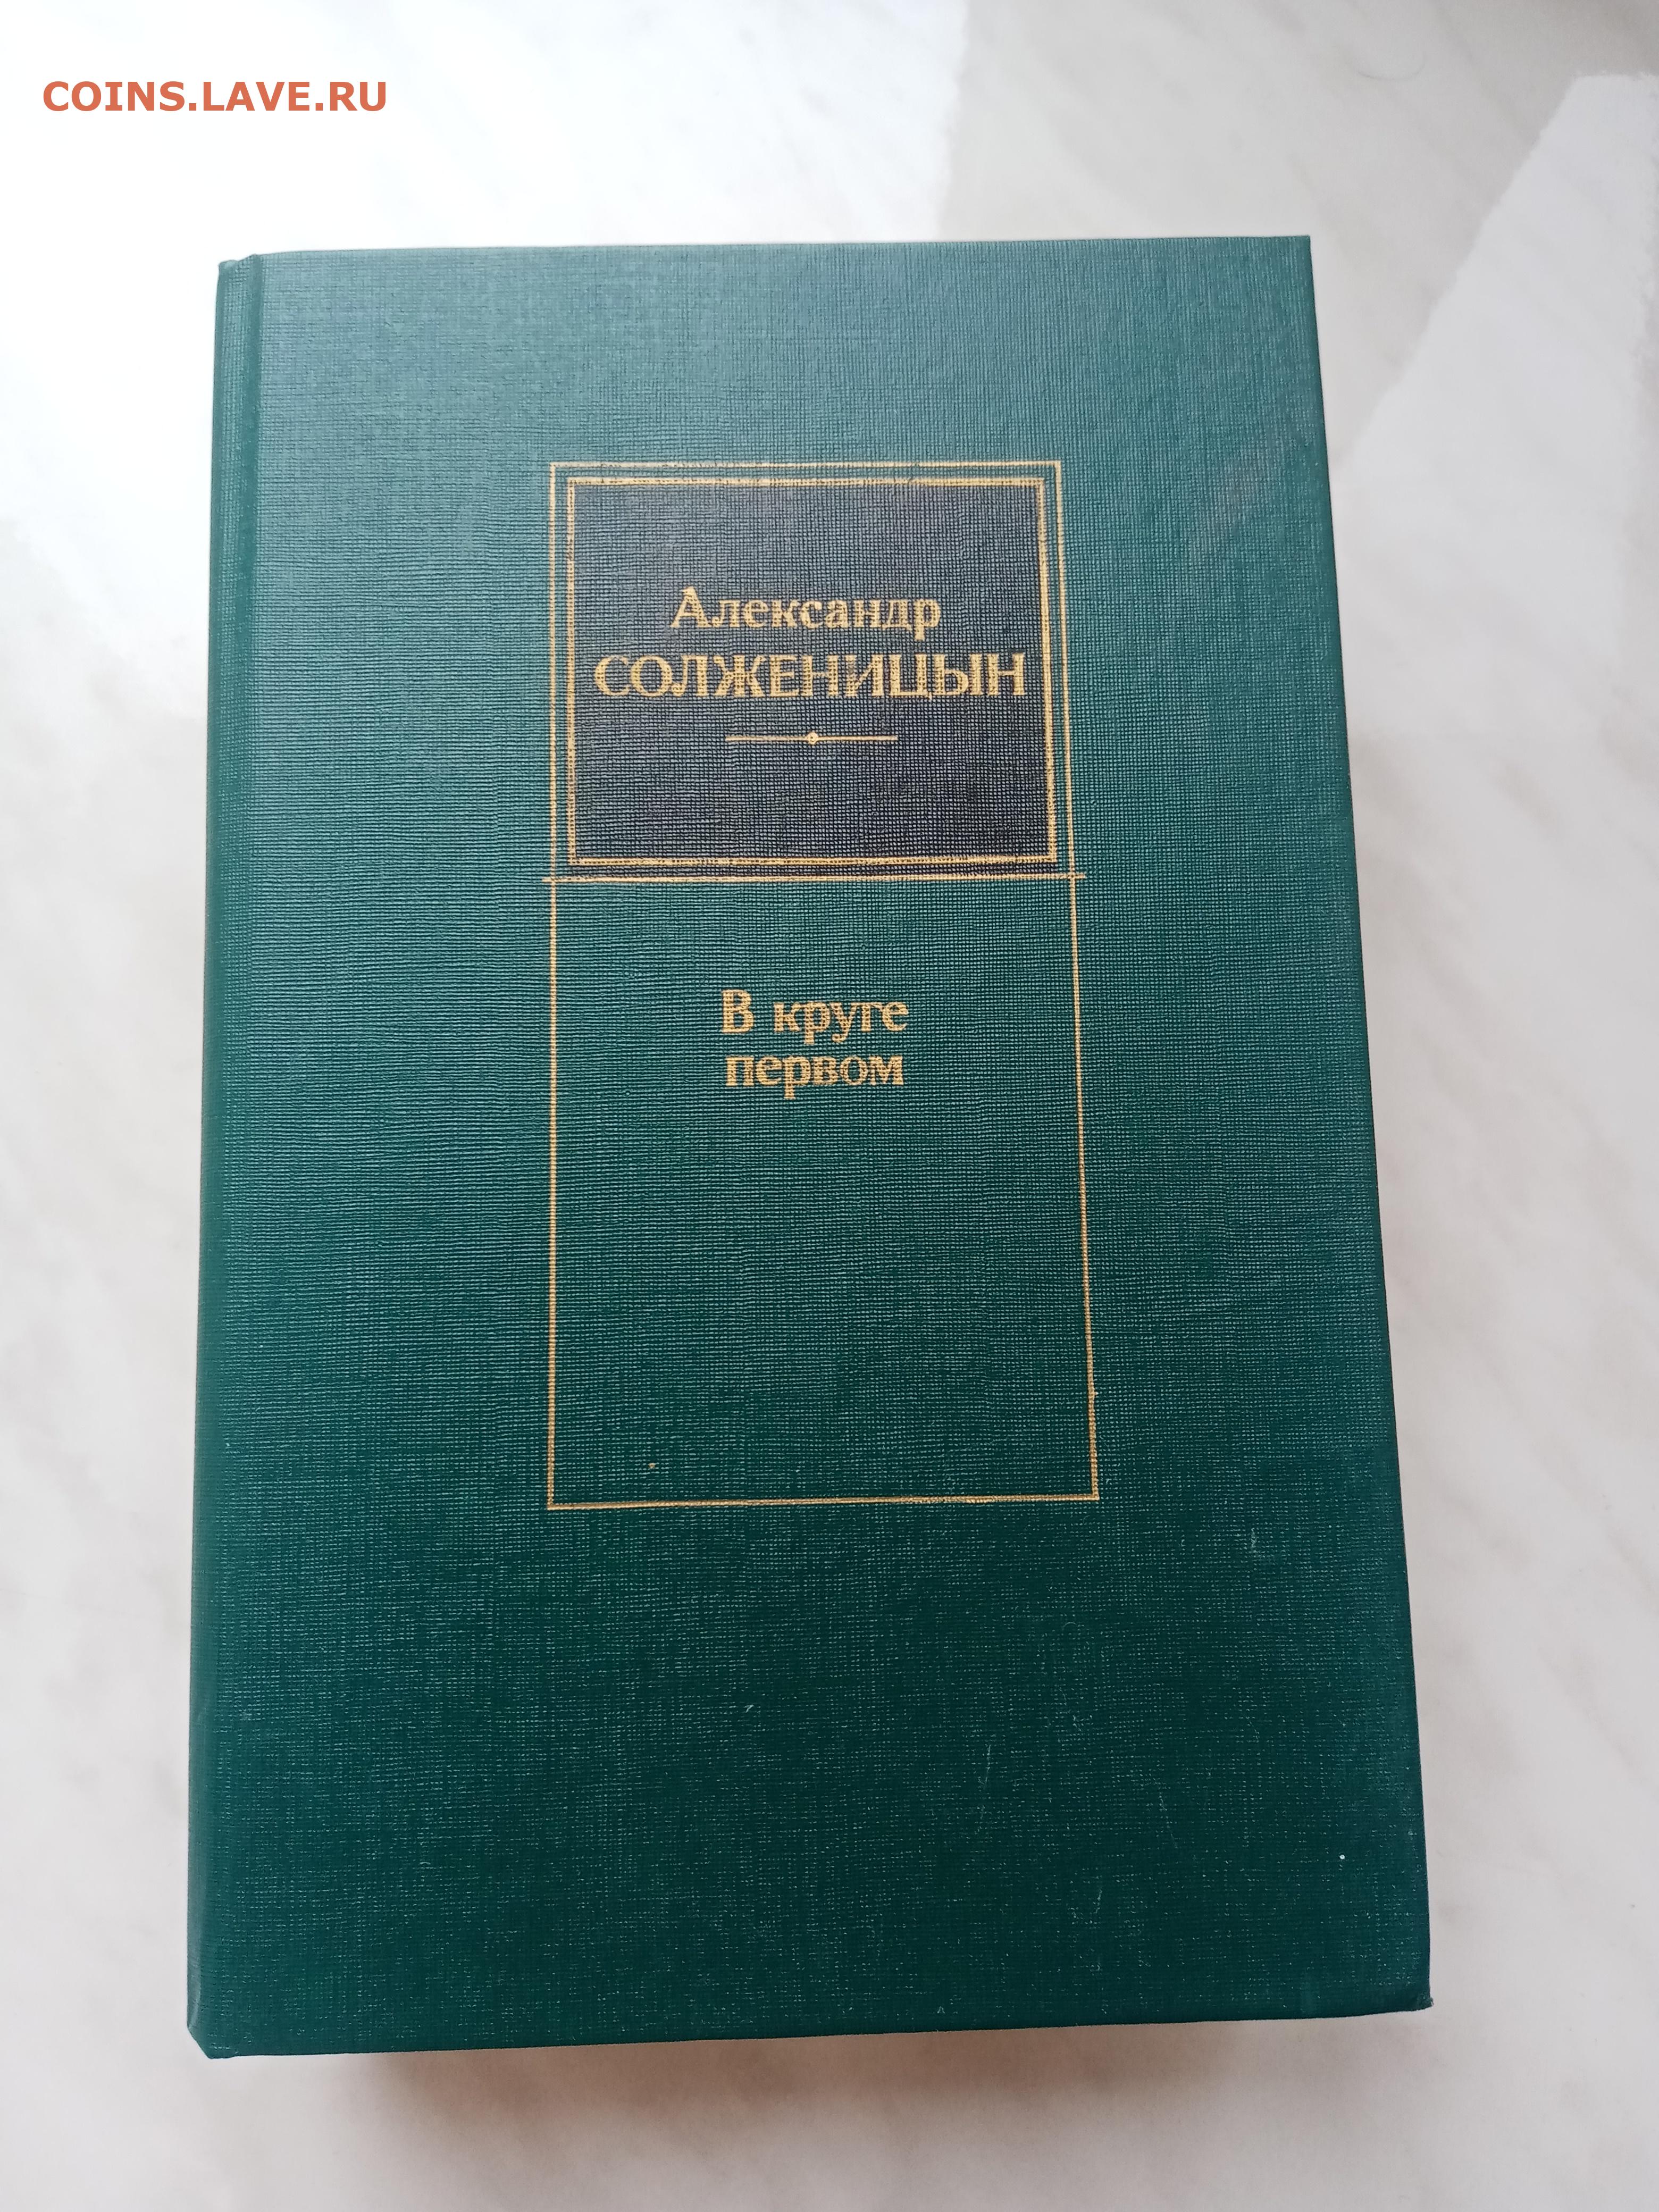 COINS.LAVE.RU
Александр
СОЛЖЕНИЦЫН
В круге
первом